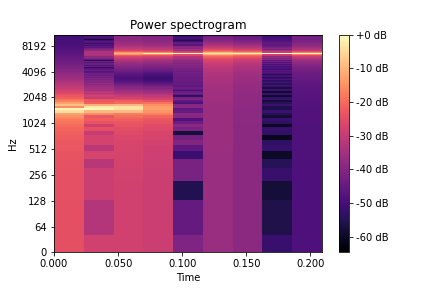 Power spectrogram
Hz
8192
4096
2048
1024
512
256
128
64
0
0.000 0.050 0.100 0.150 0.200
Time
+0 dB
-10 dB
-20 dB
-30 dB
-40 dB
-50 dB
-60 dB